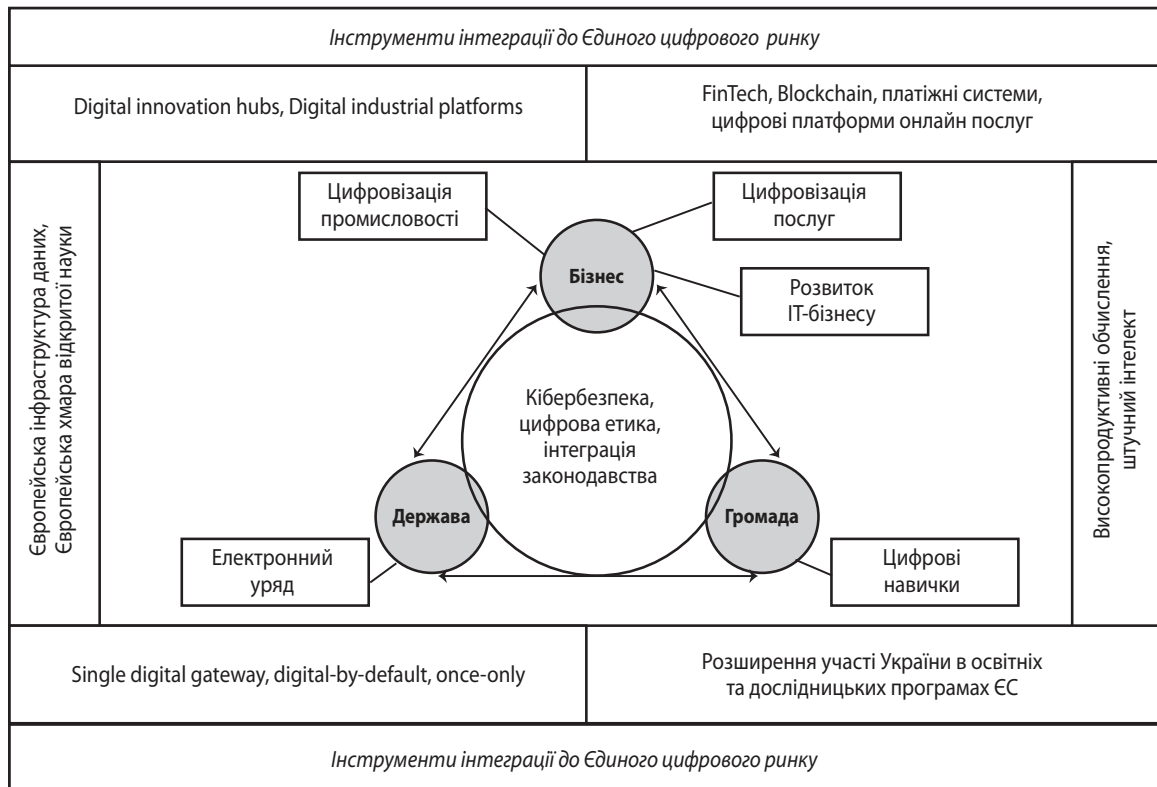 Інструменти інтеграції до Єдиного цифрового ринку
Digital innovation hubs, Digital industrial platforms
FinTech, Blockchain, платіжні системи,
цифрові платформи онлайн послуг
Європейська інфраструктура даних,
Європейська хмара відкритої науки
Цифровізація
промисловості
Цифровізація
послуг
Бізнес
Розвиток
ІТ-бізнесу
Кібербезпека,
цифрова етика,
інтеграція
законодавства
Держава
Громада
Електронний
уряд
Цифрові
навички
Високопродуктивні обчислення,
штучний інтелект
Single digital gateway, digital-by-default, once-only
Розширення участі України в освітніх
та дослідницьких програмах ЄС
Інструменти інтеграції до Єдиного цифрового ринку